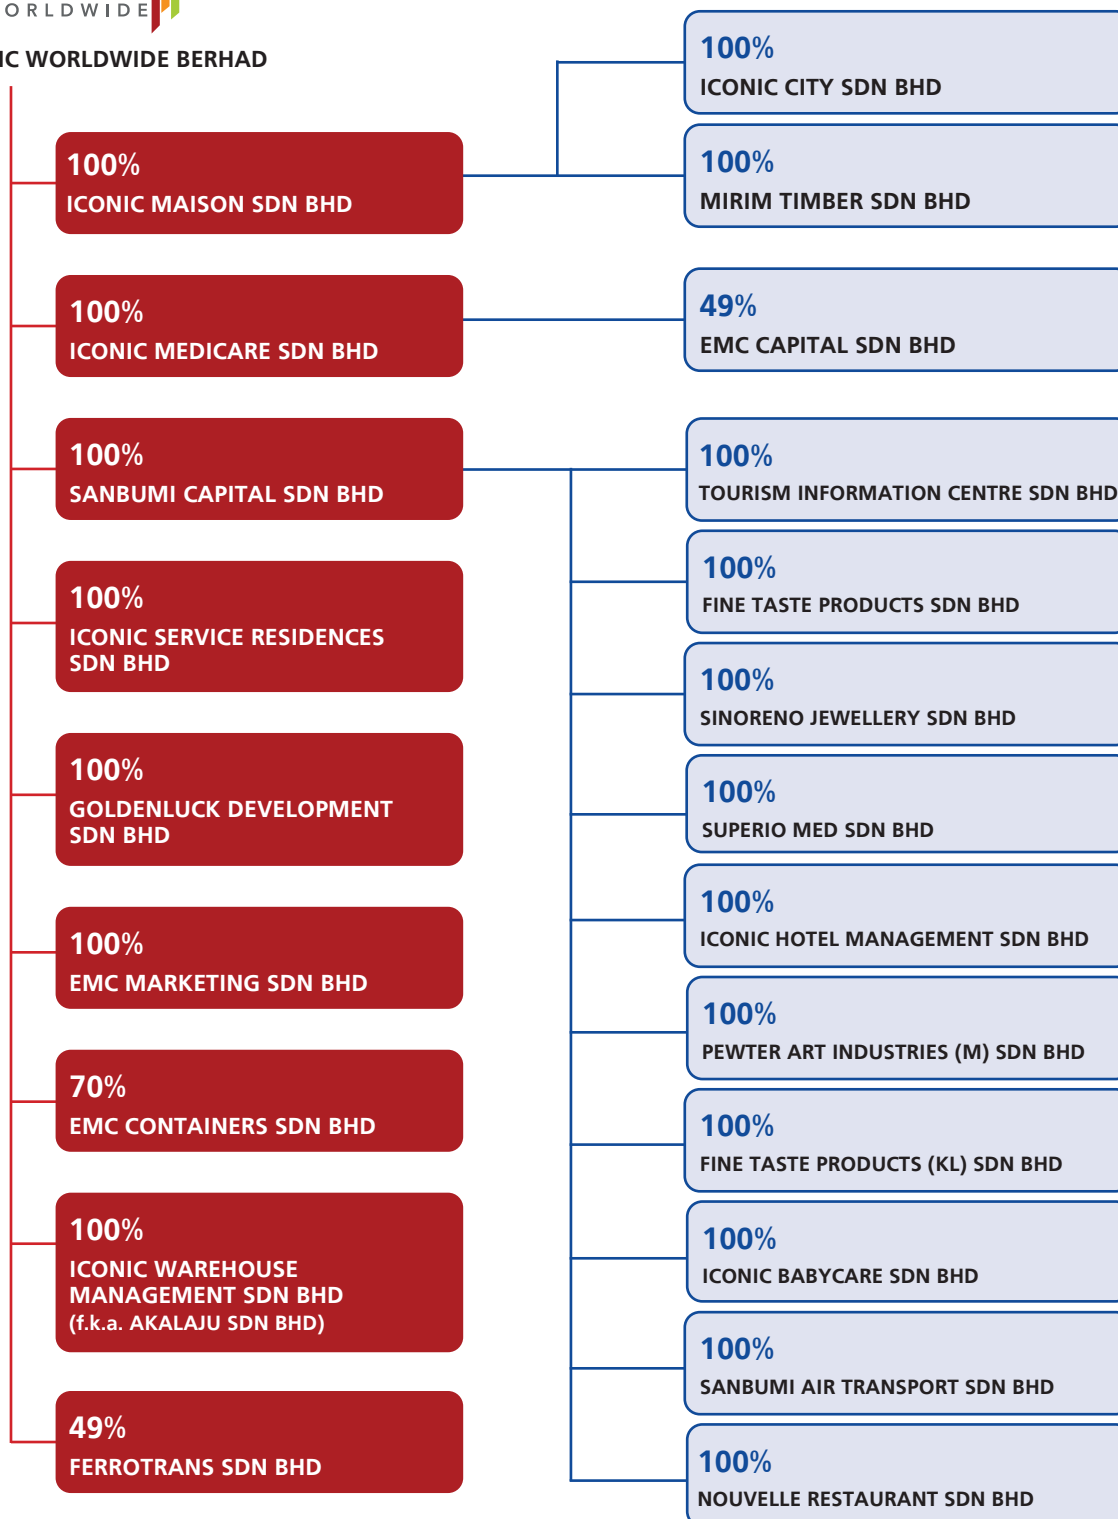 ORLDWIDE
IC WORLDWIDE BERHAD
100%
ICONIC MAISON SDN BHD
100%
ICONIC MEDICARE SDN BHD
100%
SANBUMI CAPITAL SDN BHD
100%
ICONIC SERVICE RESIDENCES
SDN BHD
100%
GOLDENLUCK DEVELOPMENT
SDN BHD
100%
EMC MARKETING SDN BHD
70%
EMC CONTAINERS SDN BHD
100%
ICONIC WAREHOUSE
MANAGEMENT SDN BHD
(f.k.a. AKALAJU SDN BHD)
49%
FERROTRANS SDN BHD
100%
ICONIC CITY SDN BHD
100%
MIRIM TIMBER SDN BHD
49%
EMC CAPITAL SDN BHD
100%
TOURISM INFORMATION CENTRE SDN BHD
100%
FINE TASTE PRODUCTS SDN BHD
100%
SINORENO JEWELLERY SDN BHD
100%
SUPERIO MED SDN BHD
100%
ICONIC HOTEL MANAGEMENT SDN BHD
100%
PEWTER ART INDUSTRIES (M) SDN BHD
100%
FINE TASTE PRODUCTS (KL) SDN BHD
100%
ICONIC BABYCARE SDN BHD
100%
SANBUMI AIR TRANSPORT SDN BHD
100%
NOUVELLE RESTAURANT SDN BHD